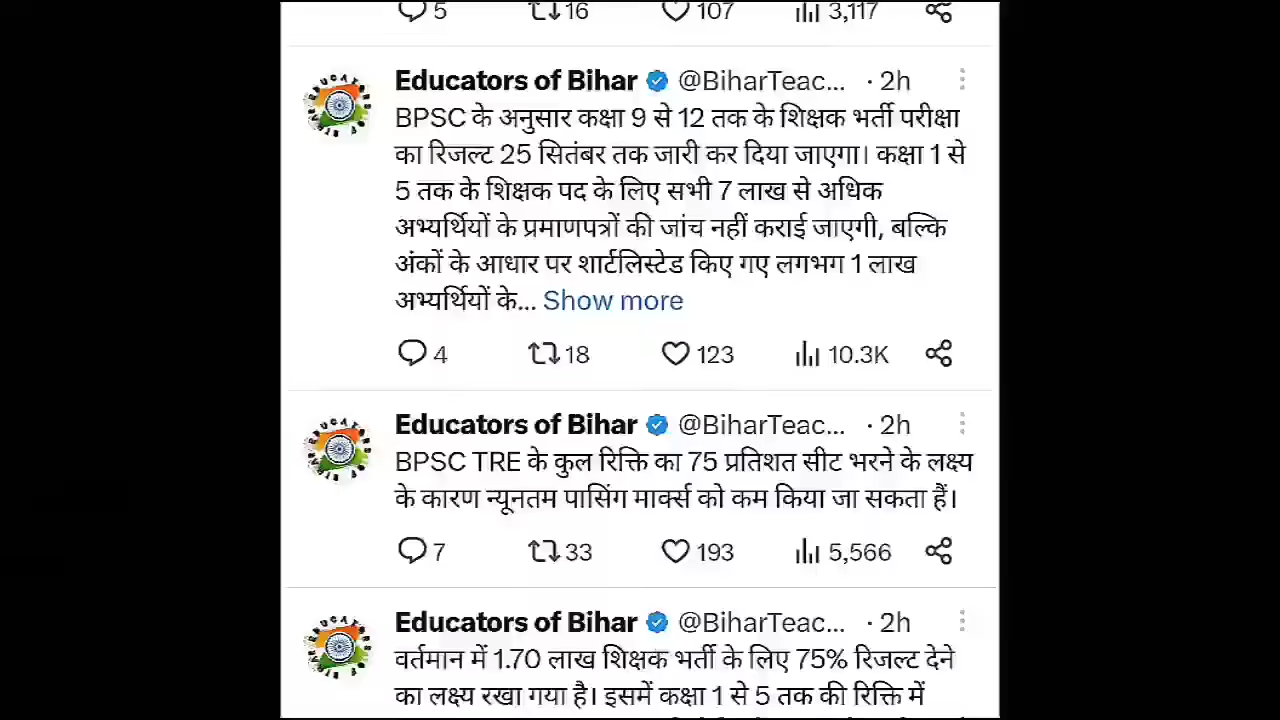 5 16 107 3,117
Educators of Bihar @BiharTeac... · 2h
BPSC के अनुसार कक्षा 9 से 12 तक के शिक्षक भर्ती परीक्षा
का रिजल्ट 25 सितंबर तक जारी कर दिया जाएगा। कक्षा 1 से
5 तक के शिक्षक पद के लिए सभी 7 लाख से अधिक
अभ्यर्थियों के प्रमाणपत्रों की जांच नहीं कराई जाएगी, बल्कि
अंकों के आधार पर शार्टलिस्टेड किए गए लगभग 1 लाख
अभ्यर्थियों के... Show more
4 18 123 10.3K
Educators of Bihar @BiharTeac... · 2h
BPSC TRE के कुल रिक्ति का 75 प्रतिशत सीट भरने के लक्ष्य
के कारण न्यूनतम पासिंग मार्क्स को कम किया जा सकता हैं।
7 33 193 5,566
Educators of Bihar @BiharTeac... · 2h
वर्तमान में 1.70 लाख शिक्षक भर्ती के लिए 75% रिजल्ट देने
का लक्ष्य रखा गया है। इसमें कक्षा 1 से 5 तक की रिक्ति में